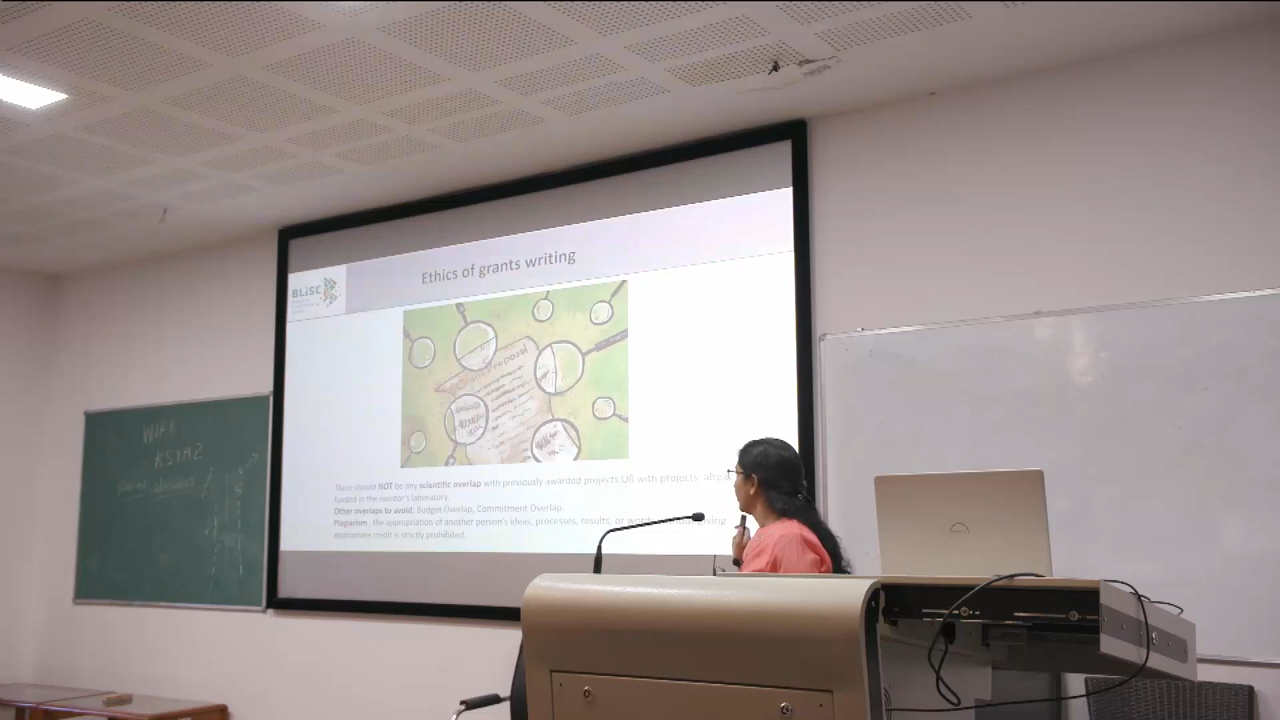 Ethics of grants writing
BLiSC
Proposal
There should NOT be any scientific overlap with previously awarded projects OR with projects
funded in the mentor's laboratory.
Other overlaps to avoid: Budget Overlap, Commitment Overlap.
Plagiarism, the appropriation of another person's ideas, processes, results, or words without giving
appropriate credit is strictly prohibited.
WIFI